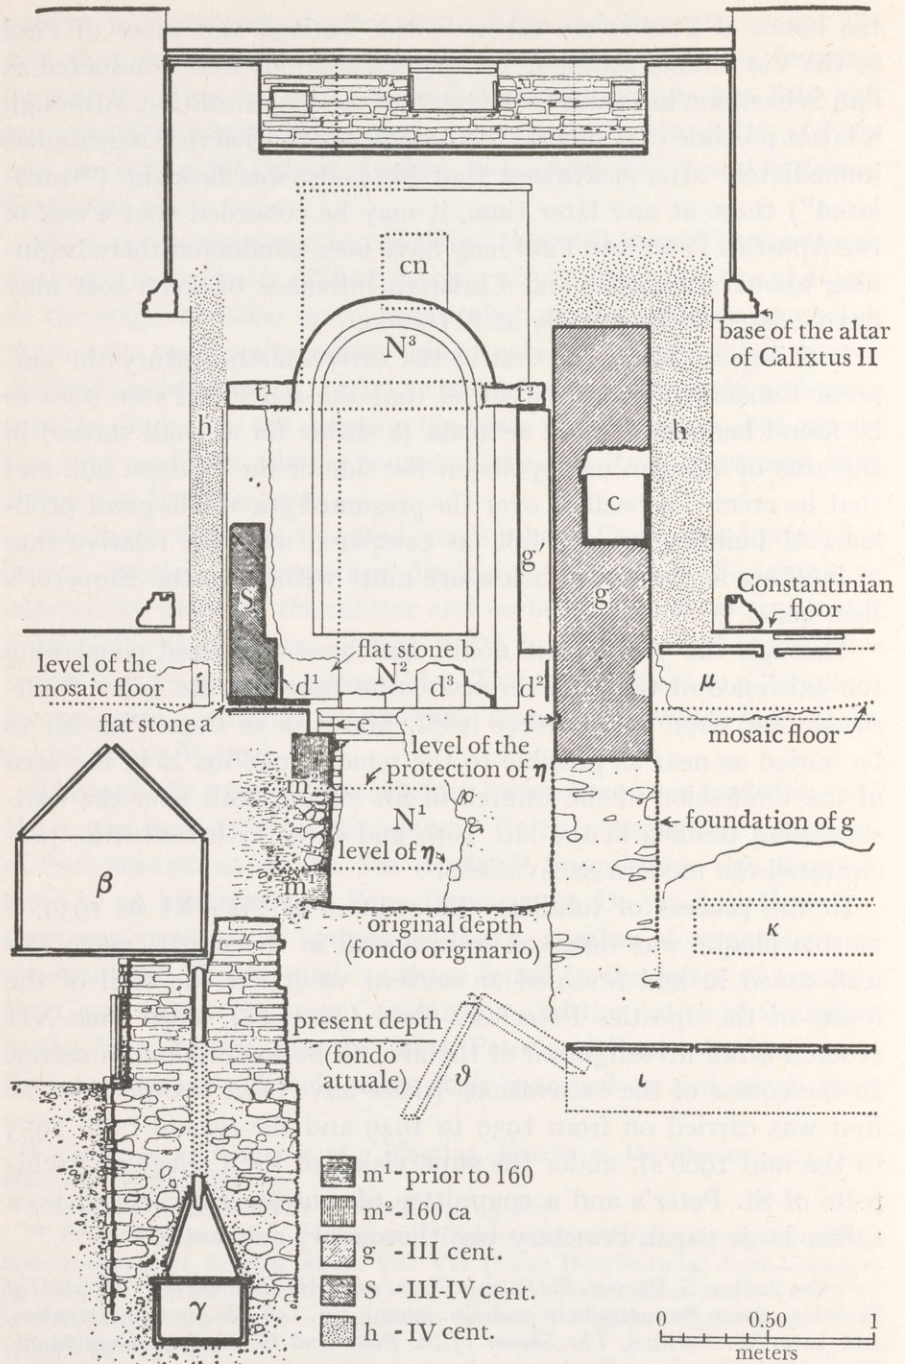 cn
N³
base of the altar
of Calixtus II
t¹
t²
h
h
c
g'
S
g
Constantinian
floor
flat stone b
level of the
mosaic floor
i
d¹
N²
d³
d²
μ
flat stone a
f
mosaic floor
level of the
protection of η
m
N¹
foundation of g
level of η
β
m
κ
original depth
(fondo originario)
present depth
(fondo
attuale)
ϑ
ι
m¹-prior to 160
m²-160 ca
g -III cent.
S -III-IV cent.
γ
h -IV cent.
0 0.50 1
meters